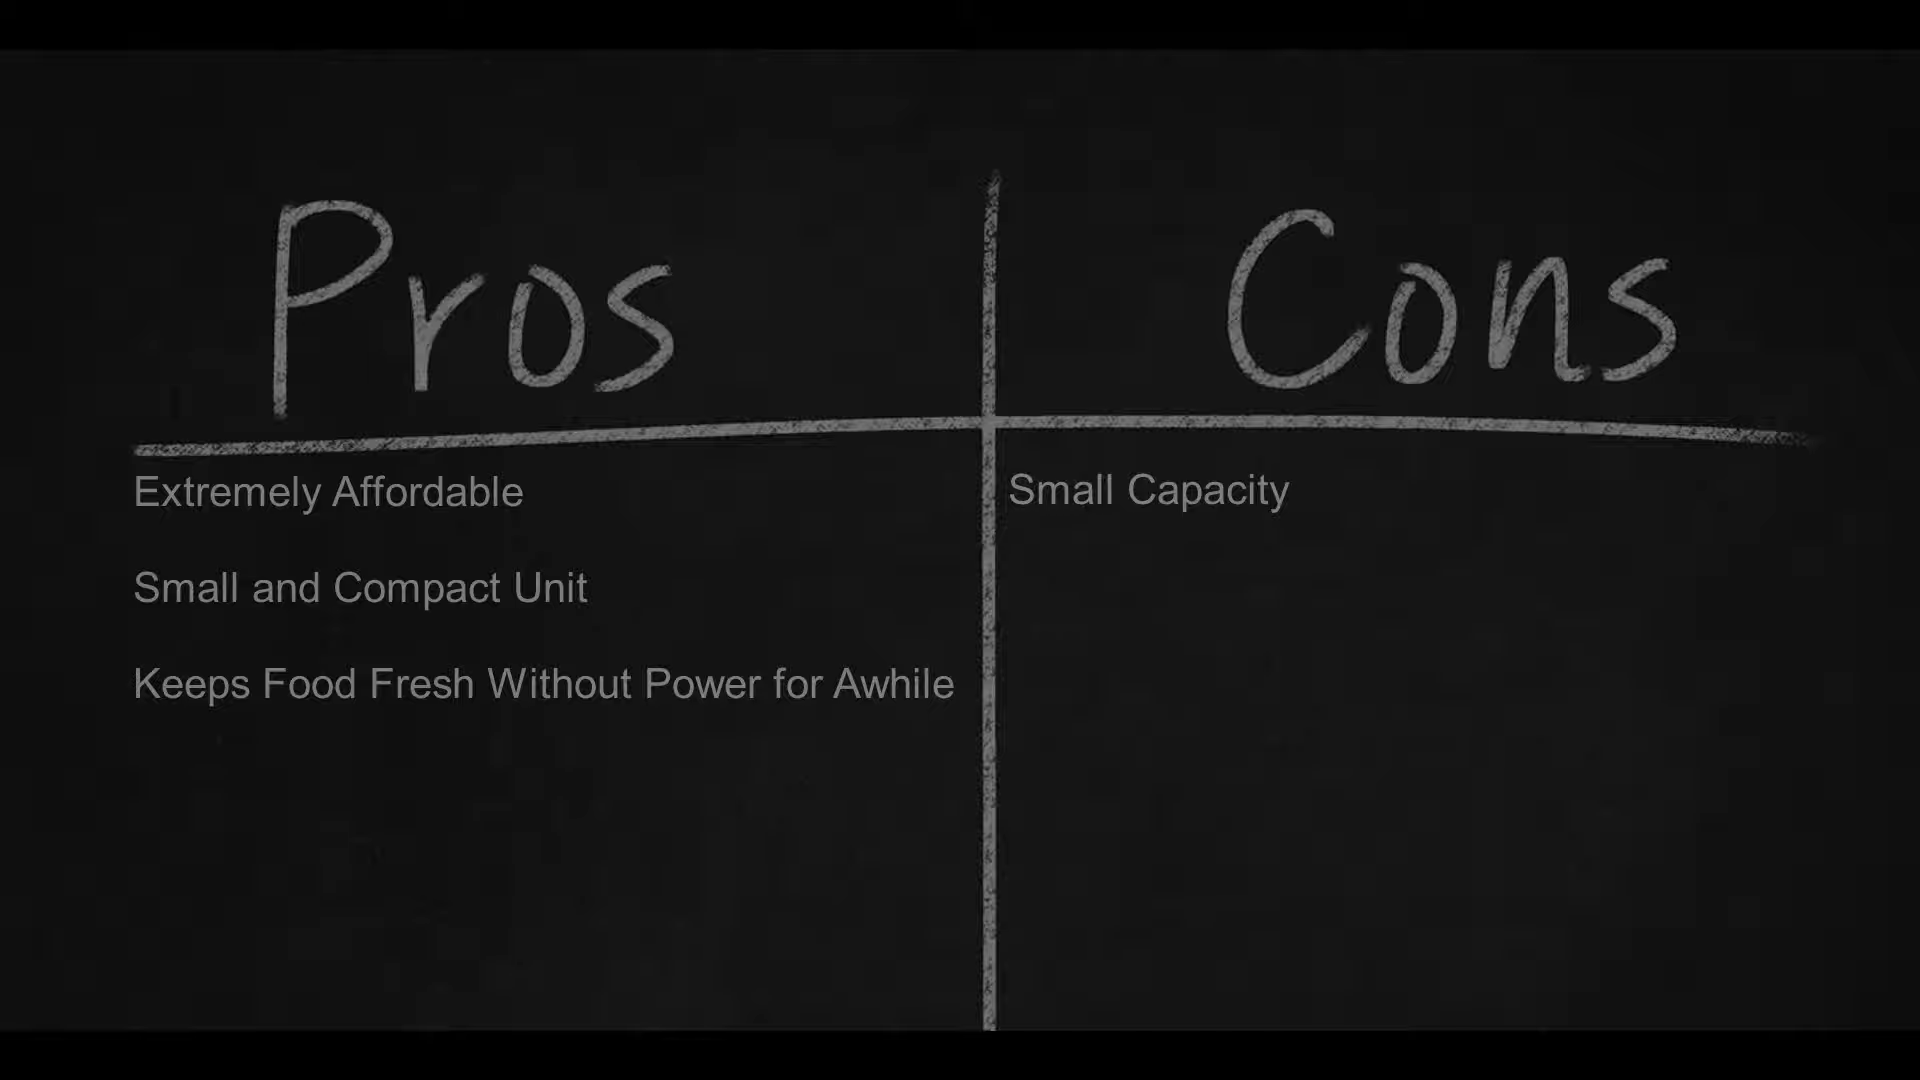 Pros
Cons
Extremely Affordable
Small Capacity
Small and Compact Unit
Keeps Food Fresh Without Power for Awhile